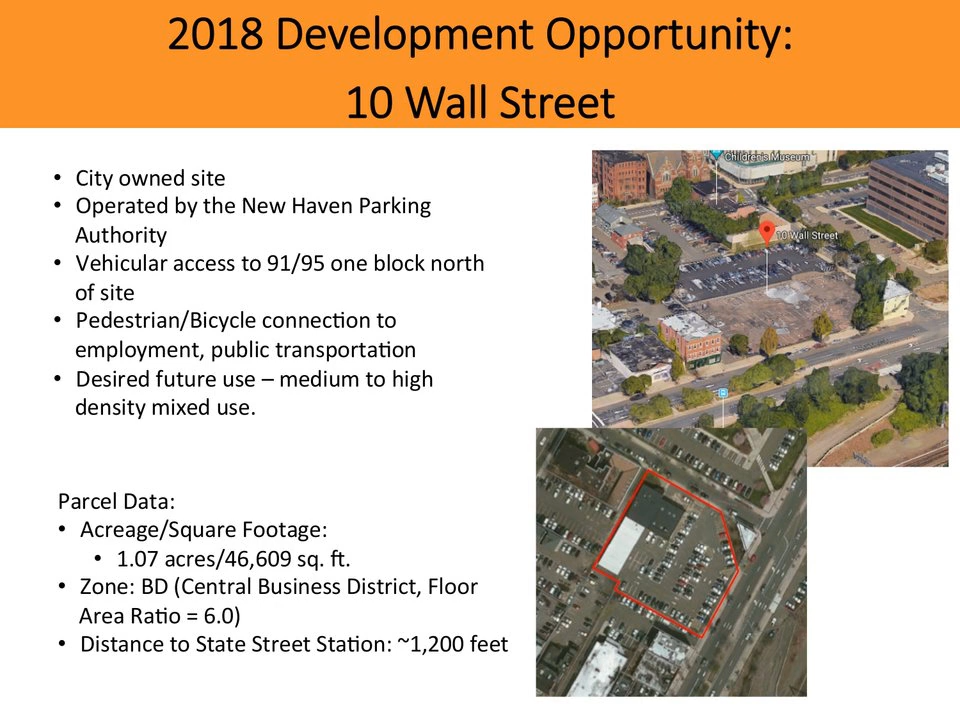 2018 Development Opportunity:
10 Wall Street
• City owned site
• Operated by the New Haven Parking
Authority
• Vehicular access to 91/95 one block north
of site
• Pedestrian/Bicycle connection to
employment, public transportation
• Desired future use – medium to high
density mixed use.
Parcel Data:
• Acreage/Square Footage:
• 1.07 acres/46,609 sq. ft.
• Zone: BD (Central Business District, Floor
Area Ratio = 6.0)
• Distance to State Street Station: ~1,200 feet
Children's Museum
10 Wall Street